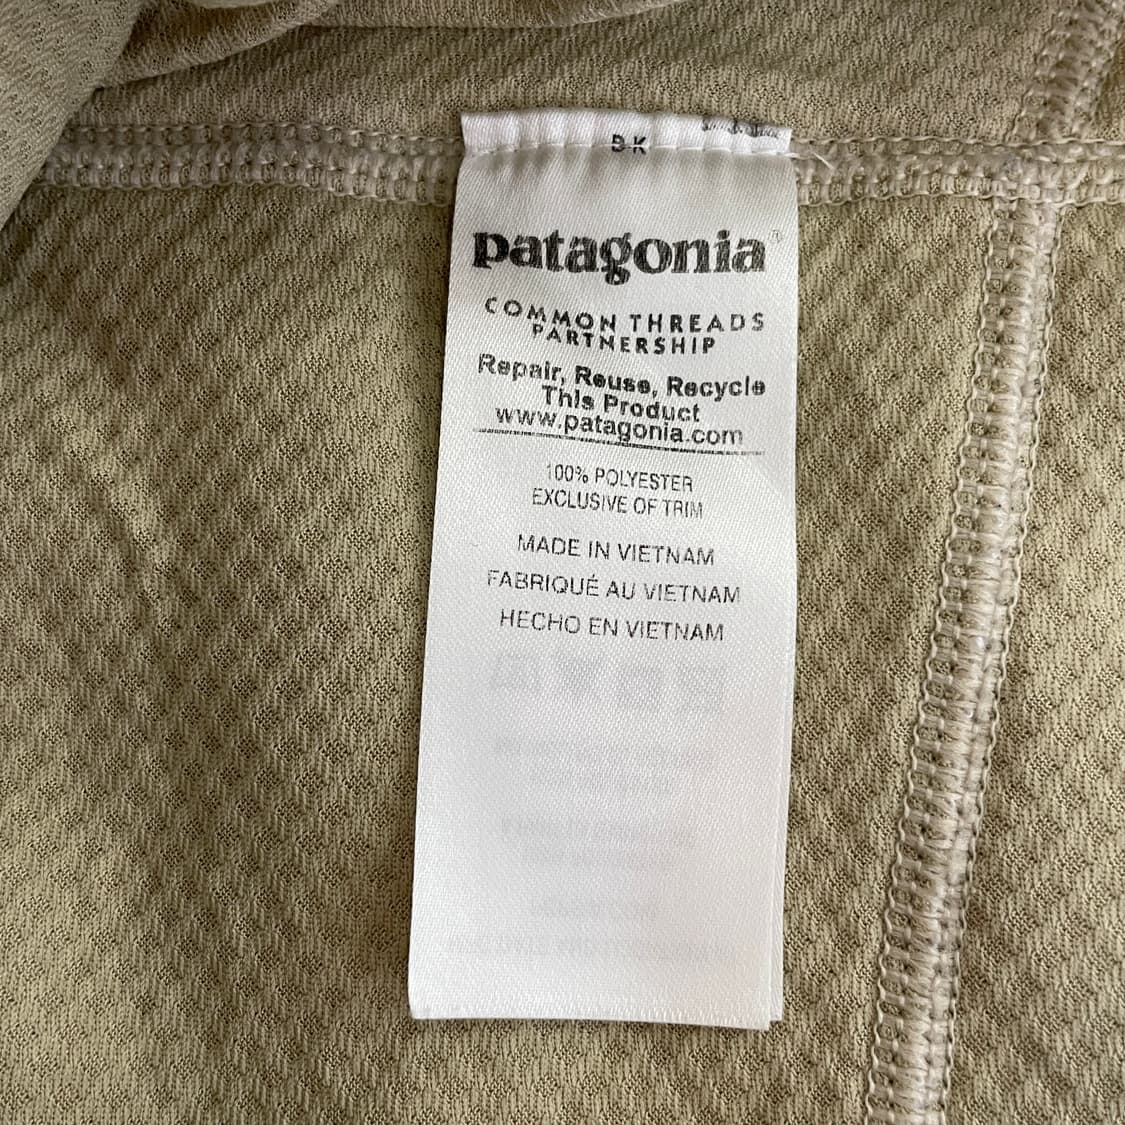 B-K
patagonia®
COMMON THREADS
PARTNERSHIP
Repair, Reuse, Recycle
This Product
www.patagonia.com
100% POLYESTER
EXCLUSIVE OF TRIM
MADE IN VIETNAM
FABRIQUÉ AU VIETNAM
HECHO EN VIETNAM